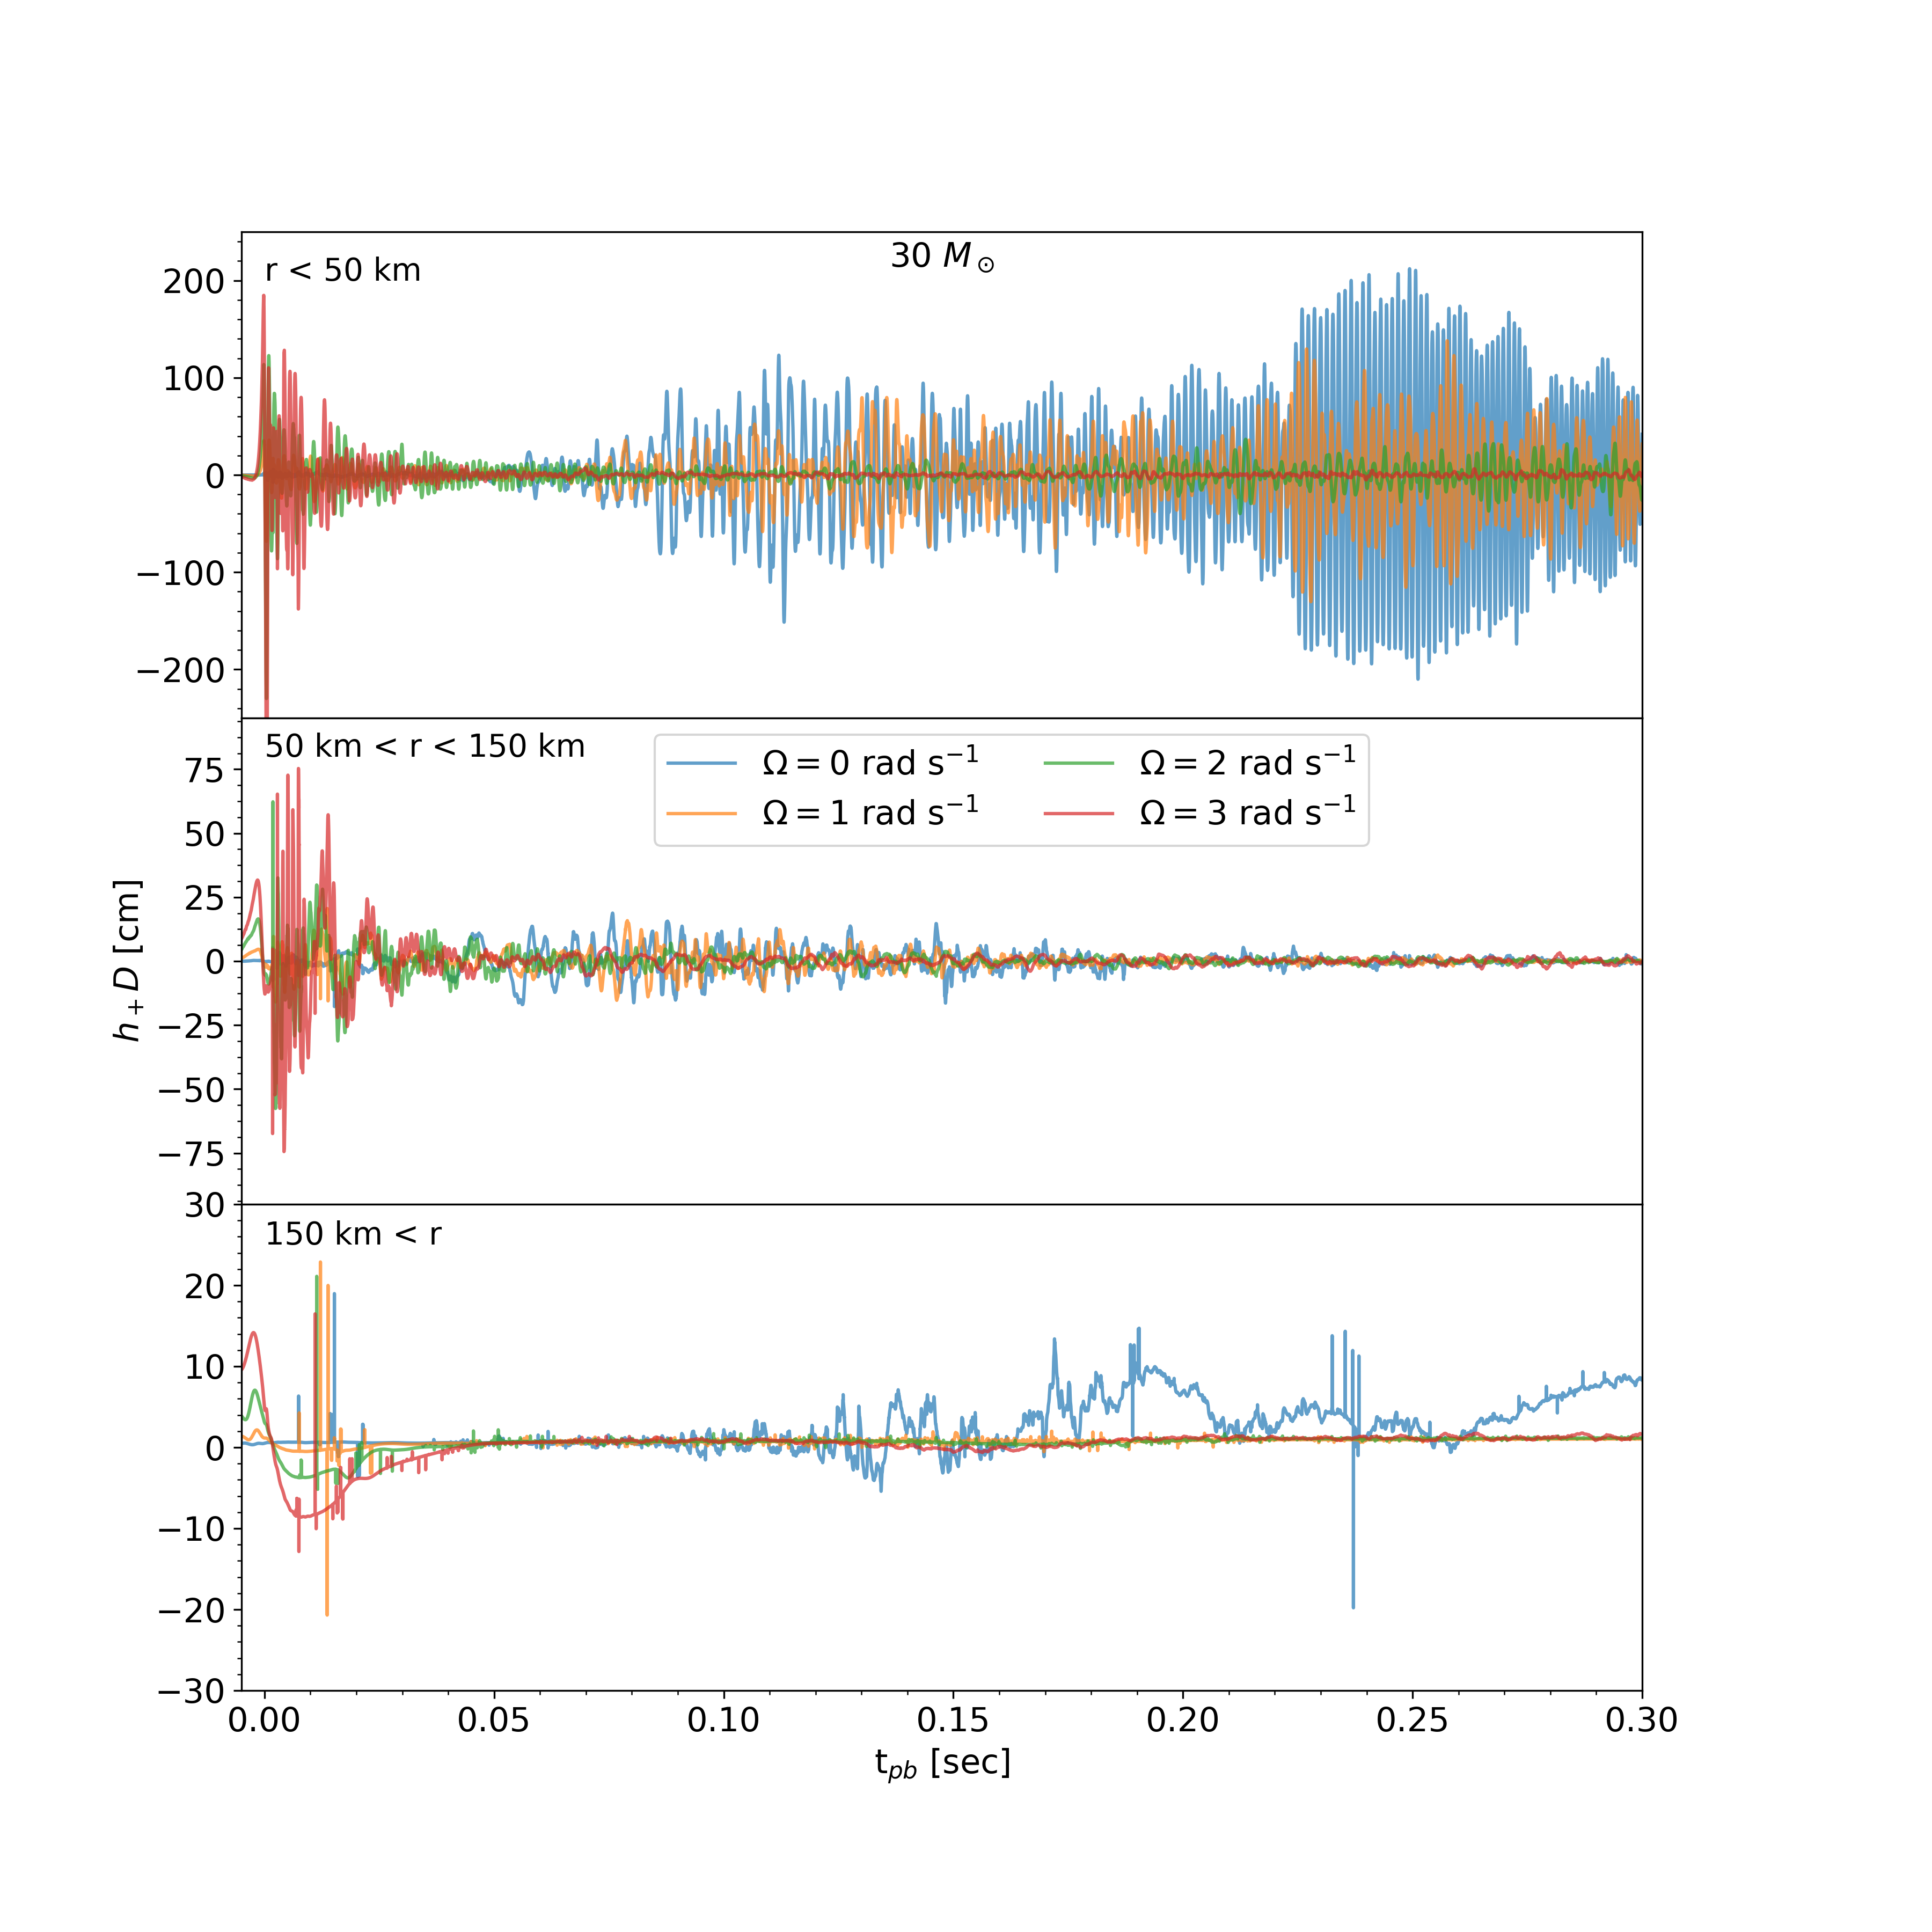 30 M⊙
r < 50 km
200
100
0
−100
−200
50 km < r < 150 km
Ω = 0 rad s⁻¹
Ω = 2 rad s⁻¹
Ω = 1 rad s⁻¹
Ω = 3 rad s⁻¹
75
50
25
0
−25
−50
−75
h₊D [cm]
150 km < r
30
20
10
0
−10
−20
−30
0.00 0.05 0.10 0.15 0.20 0.25 0.30
t_pb [sec]